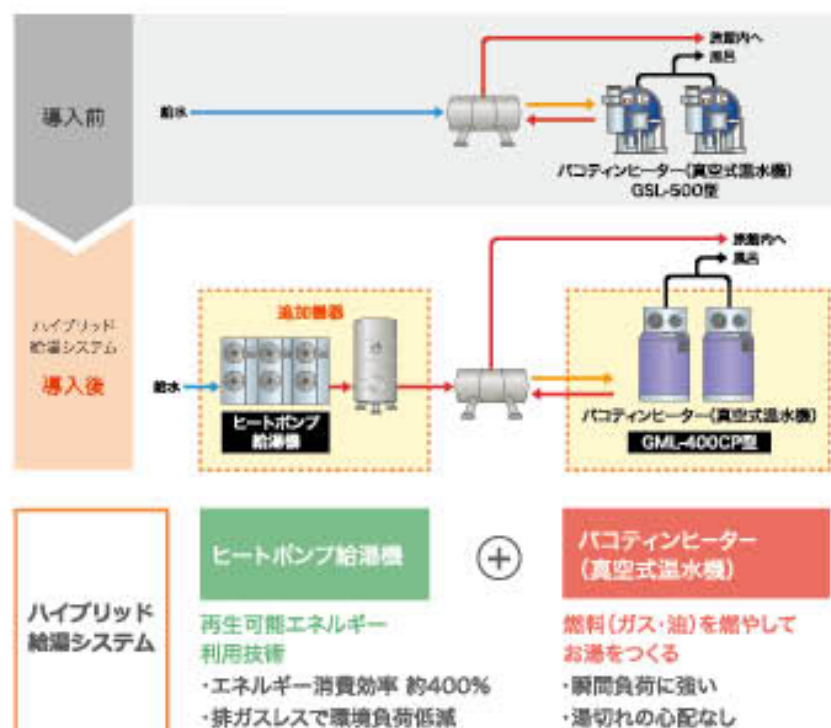 導入前
給水
旅館内へ
風呂
バコティンヒーター(真空式温水機)
GSL-500型
ハイブリッド
給湯システム
導入後
給水
追加機器
ヒートポンプ
給湯機
旅館内へ
風呂
バコティンヒーター(真空式温水機)
GML-400CP型
ハイブリッド
給湯システム
ヒートポンプ給湯機
+
バコティンヒーター
(真空式温水機)
再生可能エネルギー
利用技術
・エネルギー消費効率 約400%
・排ガスレスで環境負荷低減
燃料(ガス・油)を燃やして
お湯をつくる
・瞬間負荷に強い
・湯切れの心配なし